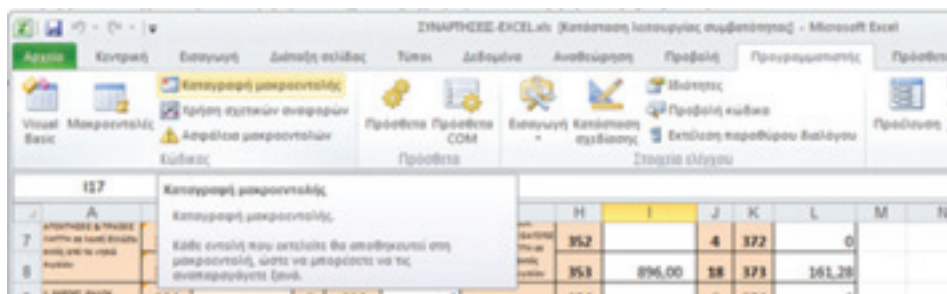 ΣΥΝΑΡΤΗΣΕΙΣ-EXCEL.xls [Κατάσταση λειτουργίας συμβατότητας] - Microsoft Excel
Αρχείο Κεντρική Εισαγωγή Διάταξη σελίδας Τύποι Δεδομένα Αναθεώρηση Προβολή Προγραμματιστής Πρόσθετα
Visual Basic Μακροεντολές
Καταγραφή μακροεντολής
Χρήση σχετικών αναφορών
Ασφάλεια μακροεντολών
Κώδικας
Πρόσθετα Πρόσθετα COM
Πρόσθετα
Εισαγωγή Κατάσταση σχεδίασης
Ιδιότητες
Προβολή κώδικα
Εκτέλεση παραθύρου διαλόγου
Στοιχεία ελέγχου
Προέλευση
I17
Καταγραφή μακροεντολής
Καταγραφή μακροεντολής.
Κάθε εντολή που εκτελείτε θα αποθηκευτεί στη
μακροεντολή, ώστε να μπορέσετε να τις
αναπαραγάγετε ξανά.
A H I J K L M N
7 352 4 372 0
8 353 896,00 18 373 161,28